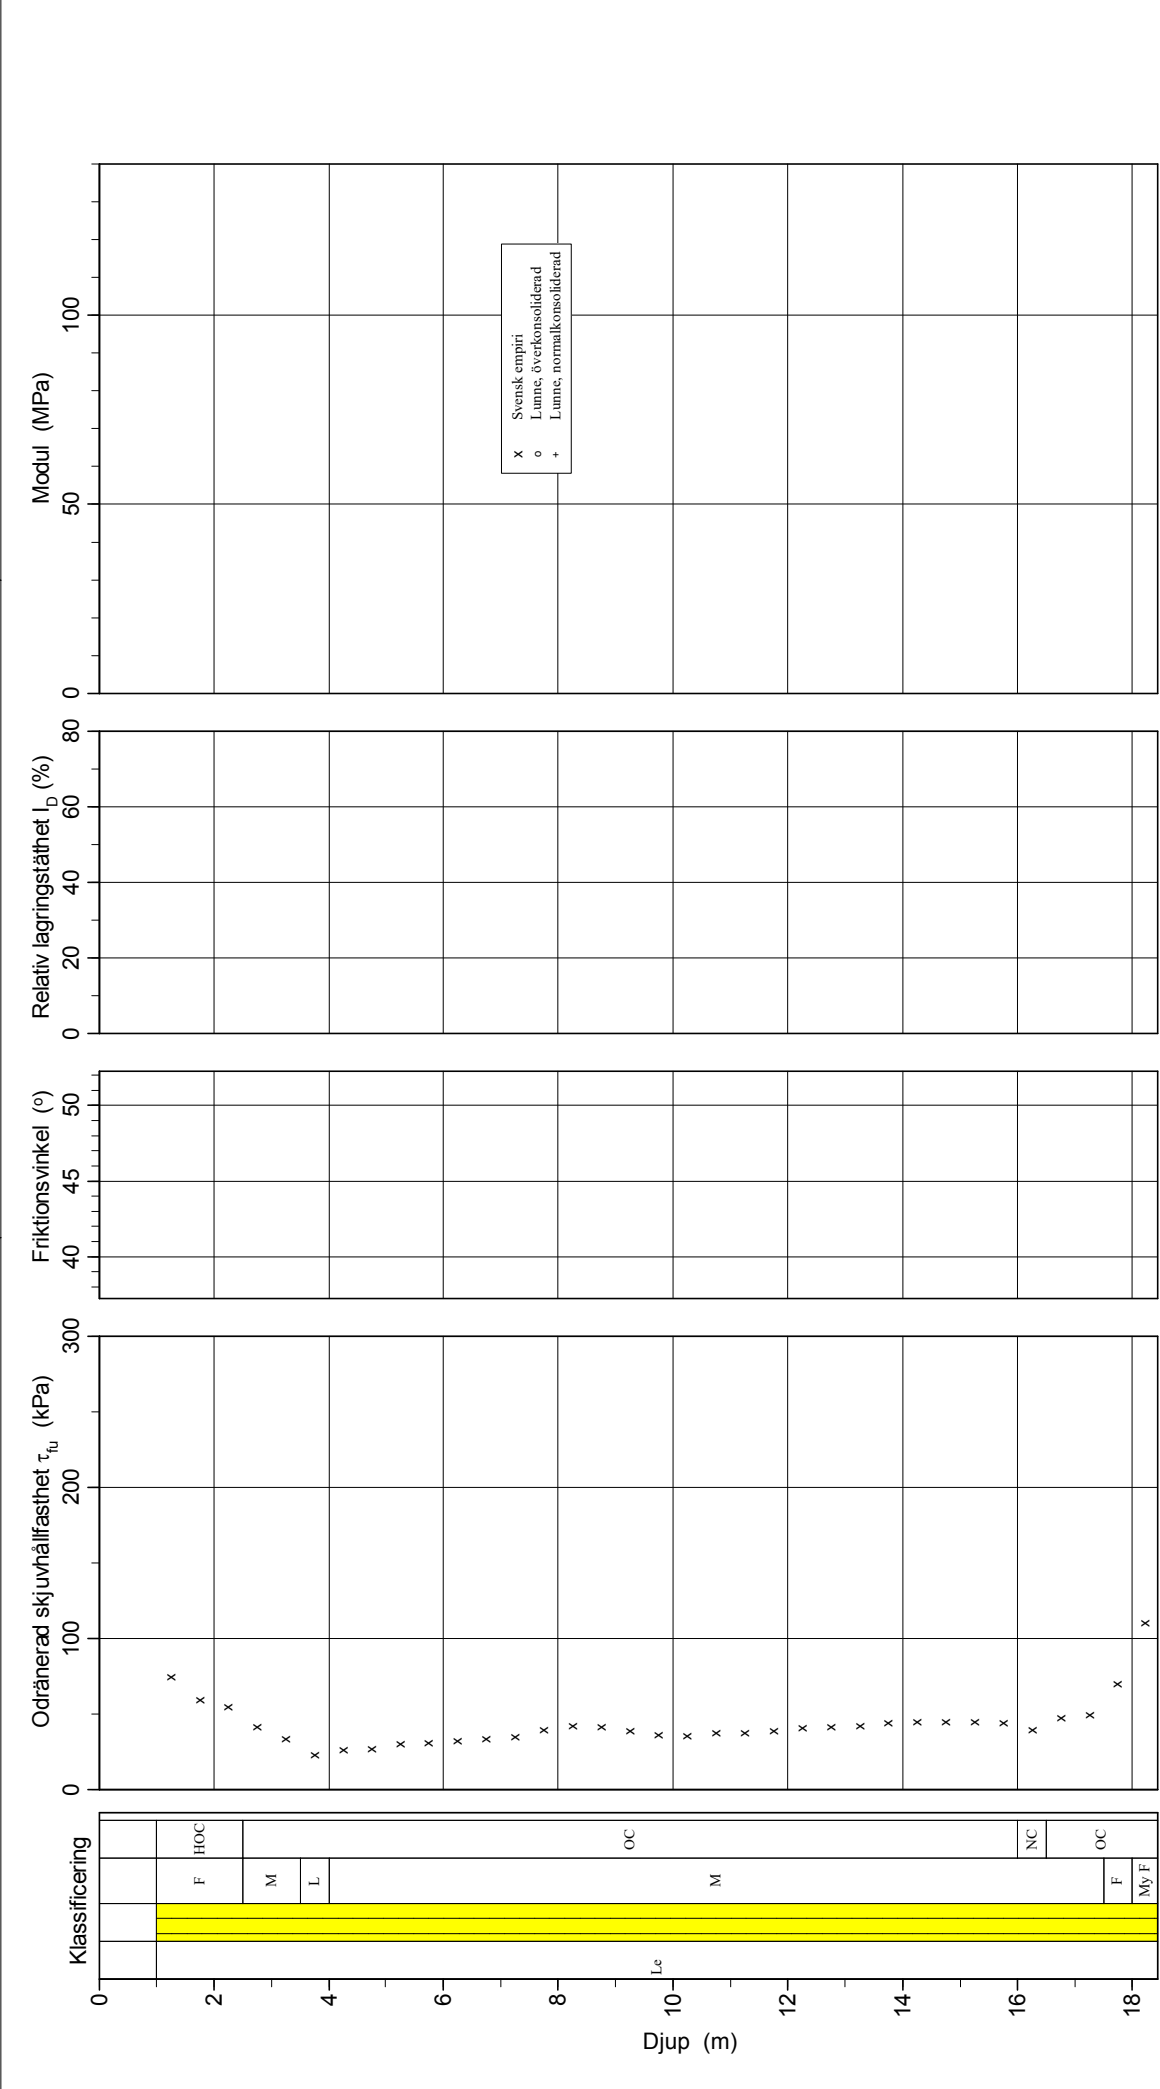 Klassificering
Odränerad skjuvhållfasthet τfu (kPa)
Friktionsvinkel (º)
Relativ lagringstäthet ID (%)
Modul (MPa)
0 100 200 300
40 45 50
0 20 40 60 80
0 50 100
Djup (m)
0
2
4
6
8
10
12
14
16
18
Le
F
M
L
M
F
My F
HOC
OC
NC
OC
x Svensk empiri
o Lunne, överkonsoliderad
+ Lunne, normalkonsoliderad